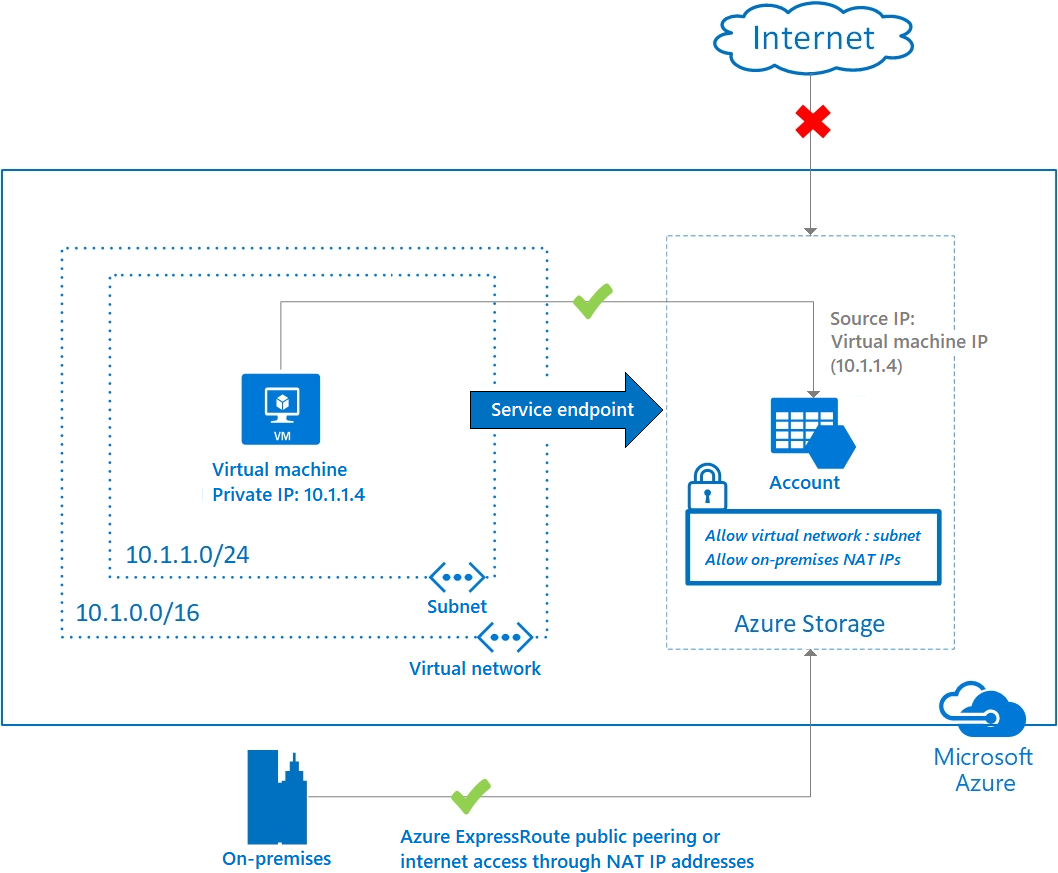 Internet
Source IP:
Virtual machine IP
(10.1.1.4)
Service endpoint
VM
Virtual machine
Private IP: 10.1.1.4
Account
Allow virtual network : subnet
Allow on-premises NAT IPs
10.1.1.0/24
Subnet
10.1.0.0/16
Azure Storage
Virtual network
Microsoft
Azure
Azure ExpressRoute public peering or
internet access through NAT IP addresses
On-premises